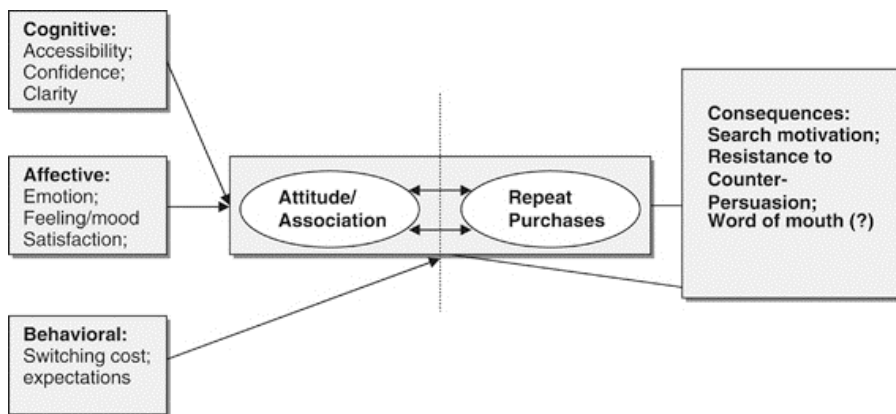 Cognitive:
Accessibility;
Confidence;
Clarity
Affective:
Emotion;
Feeling/mood
Satisfaction;
Behavioral:
Switching cost;
expectations
Attitude/
Association
Repeat
Purchases
Consequences:
Search motivation;
Resistance to
Counter-
Persuasion;
Word of mouth (?)